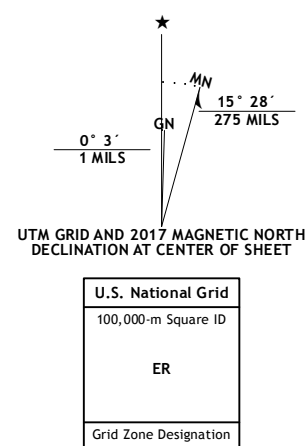 ★
MN
GN
15° 28´
275 MILS
0° 3´
1 MILS
UTM GRID AND 2017 MAGNETIC NORTH
DECLINATION AT CENTER OF SHEET
U.S. National Grid
100,000-m Square ID
ER
Grid Zone Designation